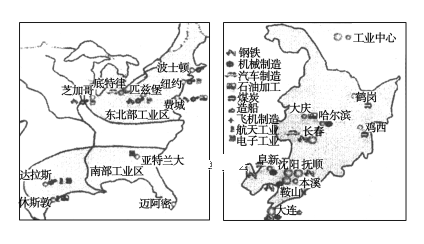 波士顿
底特律
纽约
芝加哥
匹兹堡
费城
东北部工业区
亚特兰大
南部工业区
达拉斯
休斯敦
迈阿密
工业中心
钢铁
机械制造
汽车制造
石油加工
煤炭
造船
飞机制造
航天工业
电子工业
鹤岗
大庆
哈尔滨
鸡西
长春
阜新
沈阳
抚顺
本溪
鞍山
大连